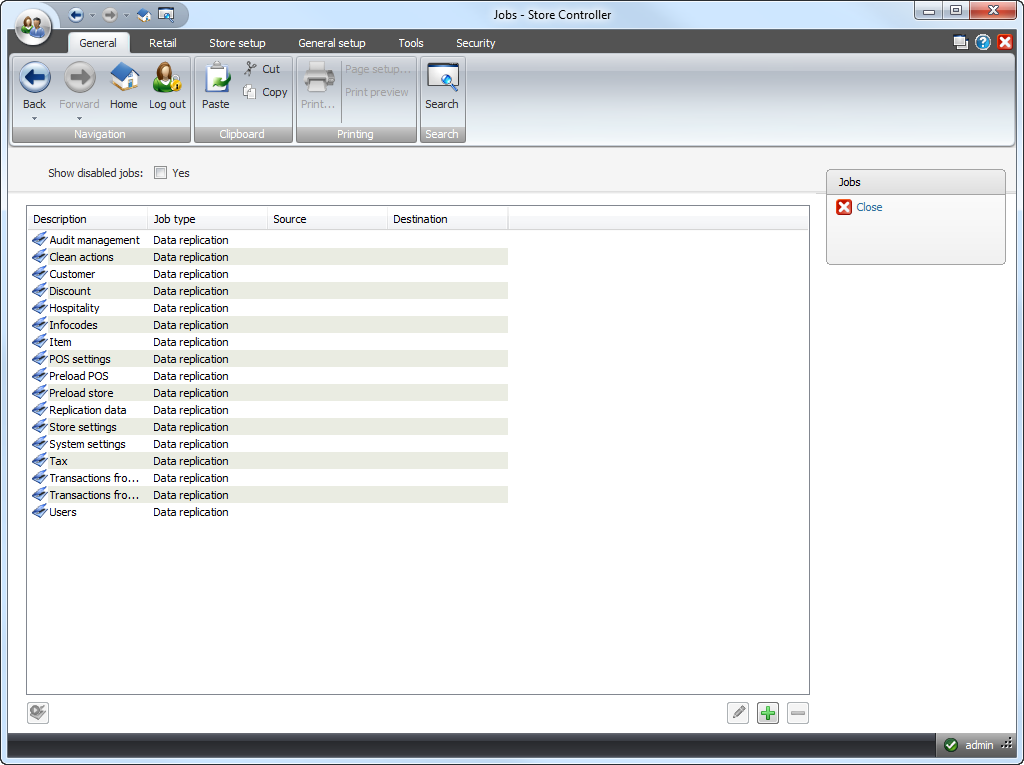 Jobs - Store Controller
General Retail Store setup General setup Tools Security
Back Forward Home Log out Paste Cut Copy Print... Page setup... Print preview Search
Navigation Clipboard Printing Search
Show disabled jobs: Yes
Jobs
Close
Description Job type Source Destination
Audit management Data replication
Clean actions Data replication
Customer Data replication
Discount Data replication
Hospitality Data replication
Infocodes Data replication
Item Data replication
POS settings Data replication
Preload POS Data replication
Preload store Data replication
Replication data Data replication
Store settings Data replication
System settings Data replication
Tax Data replication
Transactions fro... Data replication
Transactions fro... Data replication
Users Data replication
admin